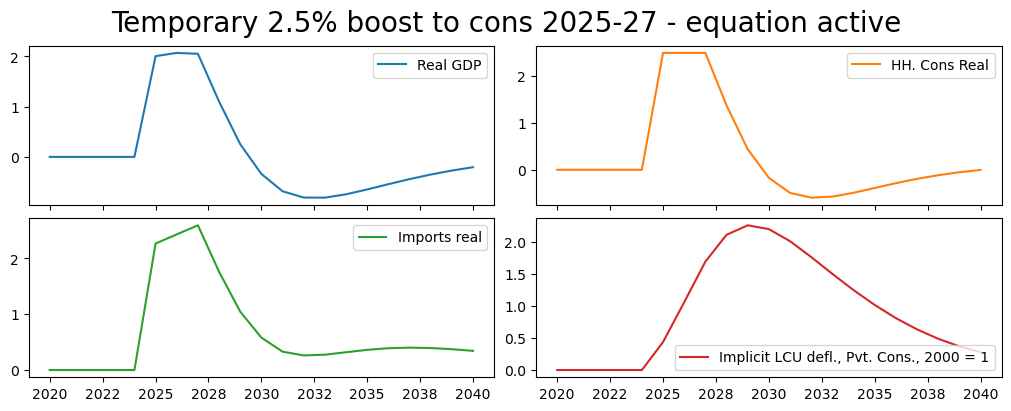 Temporary 2.5% boost to cons 2025-27 - equation active
2
1
0
Real GDP
2
1
0
HH. Cons Real
2
1
0
Imports real
2020 2022 2025 2028 2030 2032 2035 2038 2040
2.0
1.5
1.0
0.5
0.0
Implicit LCU defl., Pvt. Cons., 2000 = 1
2020 2022 2025 2028 2030 2032 2035 2038 2040